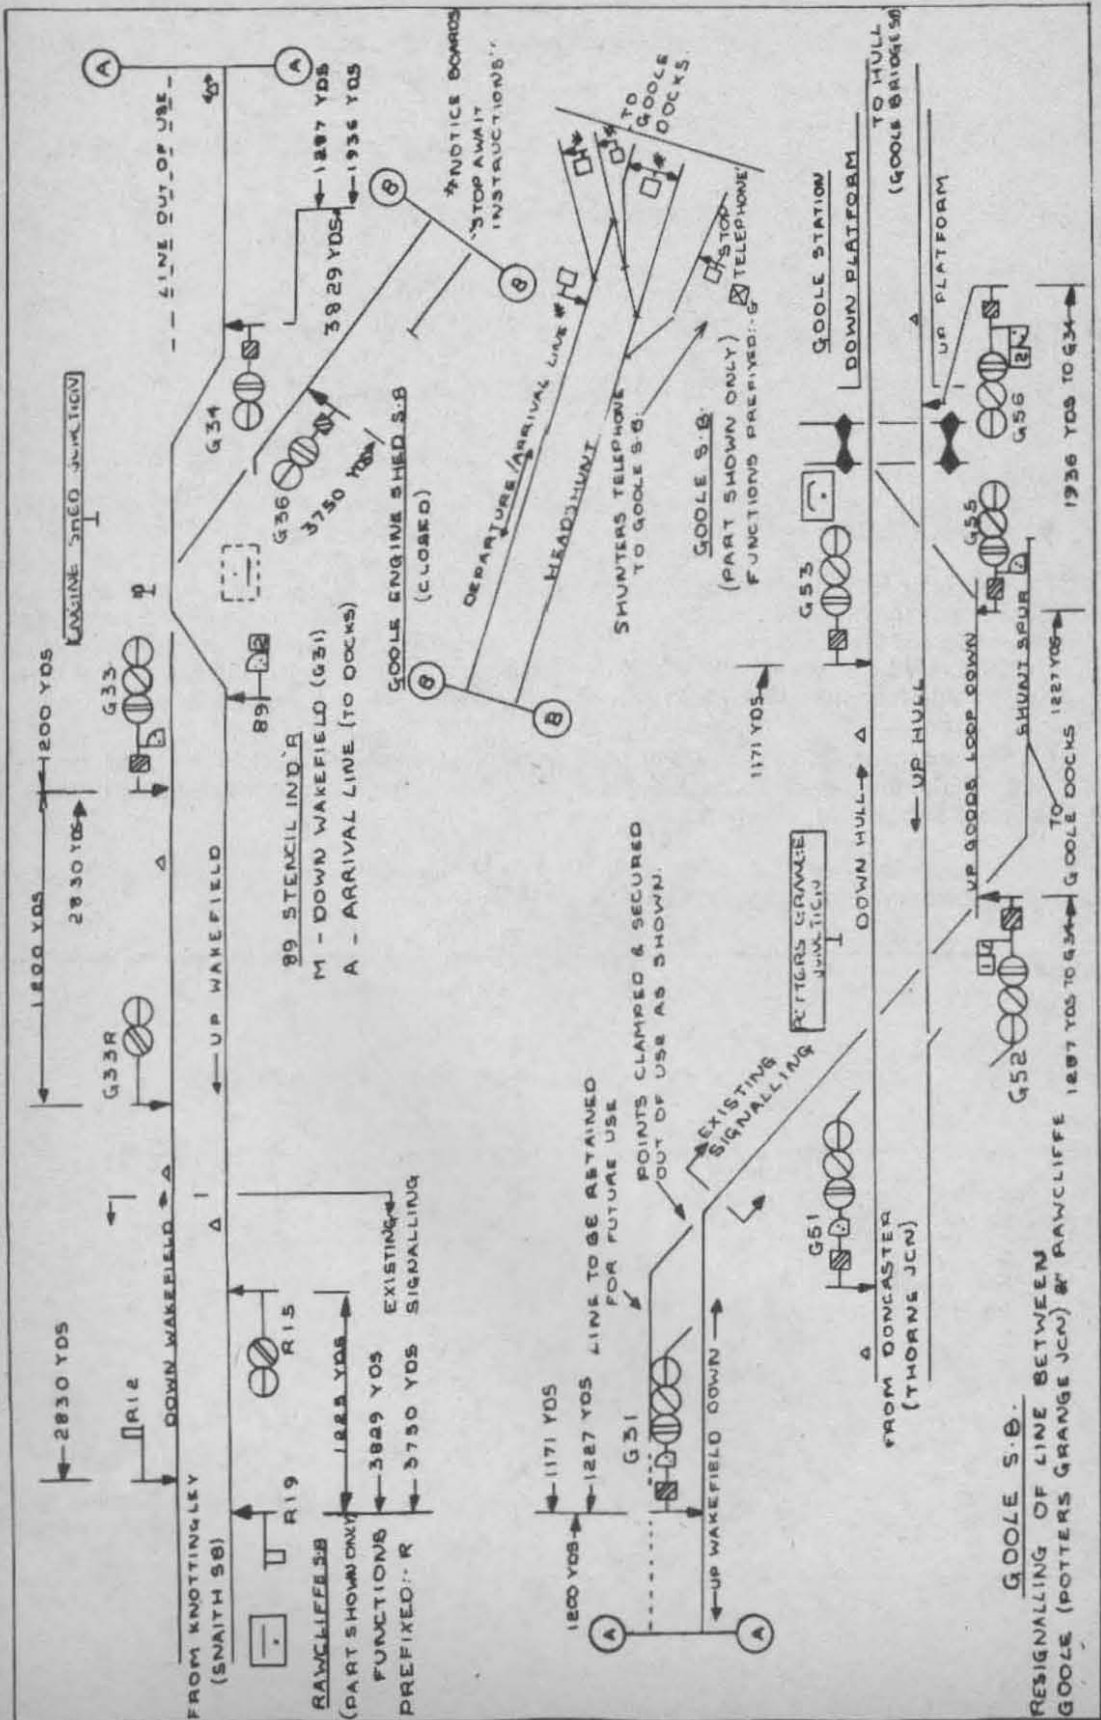 2830 YDS
R12
DOWN WAKEFIELD
FROM KNOTTINGLEY
(SNAITH SB)
R19
R15
1225 YDS
3829 YDS
3750 YDS
EXISTING
SIGNALLING
RAWCLIFFE S.B
(PART SHOWN ONLY)
FUNCTIONS
PREFIXED:- R
1200 YDS
2830 YDS
1200 YDS
G33R
G33
UP WAKEFIELD
ENGINE SHED JUNCTION
89
89 STENCIL IND'R
M - DOWN WAKEFIELD (G31)
A - ARRIVAL LINE (TO DOCKS)
GOOLE ENGINE SHED S.B
(CLOSED)
G34
G36
3750 YDS
LINE OUT OF USE
A
A
1287 YDS
1936 YDS
3829 YDS
B
B
*NOTICE BOARDS
"STOP AWAIT
INSTRUCTIONS"
B
B
DEPARTURE/ARRIVAL LINE *
HEADSHUNT
TO
GOOLE
DOCKS
STOP
TELEPHONE
SHUNTERS TELEPHONE
TO GOOLE S.B.
GOOLE S.B.
(PART SHOWN ONLY)
FUNCTIONS PREFIXED:- G
A
A
1200 YDS
1171 YDS
1227 YDS
G31
UP WAKEFIELD DOWN
LINE TO BE RETAINED
FOR FUTURE USE
POINTS CLAMPED & SECURED
OUT OF USE AS SHOWN.
EXISTING
SIGNALLING
POTTERS GRANGE
JUNCTION
G51
FROM DONCASTER
(THORNE JCN)
DOWN HULL
UP HULL
1171 YDS
G53
GOOLE STATION
DOWN PLATFORM
TO HULL
(GOOLE BRIDGE SB)
UP PLATFORM
UP GOODS LOOP DOWN
SHUNT SPUR
G52
G55
G56
TO
GOOLE DOCKS
1287 YDS TO G34
1227 YDS
1936 YDS TO G34
GOOLE S.B.
RESIGNALLING OF LINE BETWEEN
GOOLE (POTTERS GRANGE JCN) & RAWCLIFFE